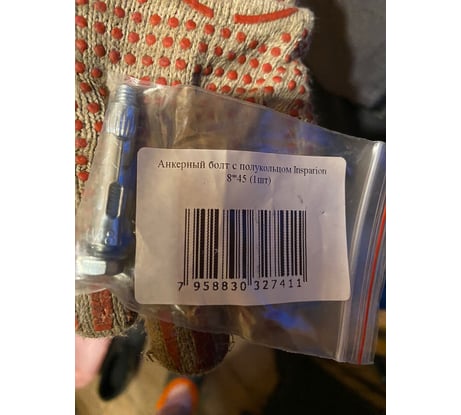 Анкерный болт с полукольцом Insparion
8*45 (1шт)
7 958830 327411